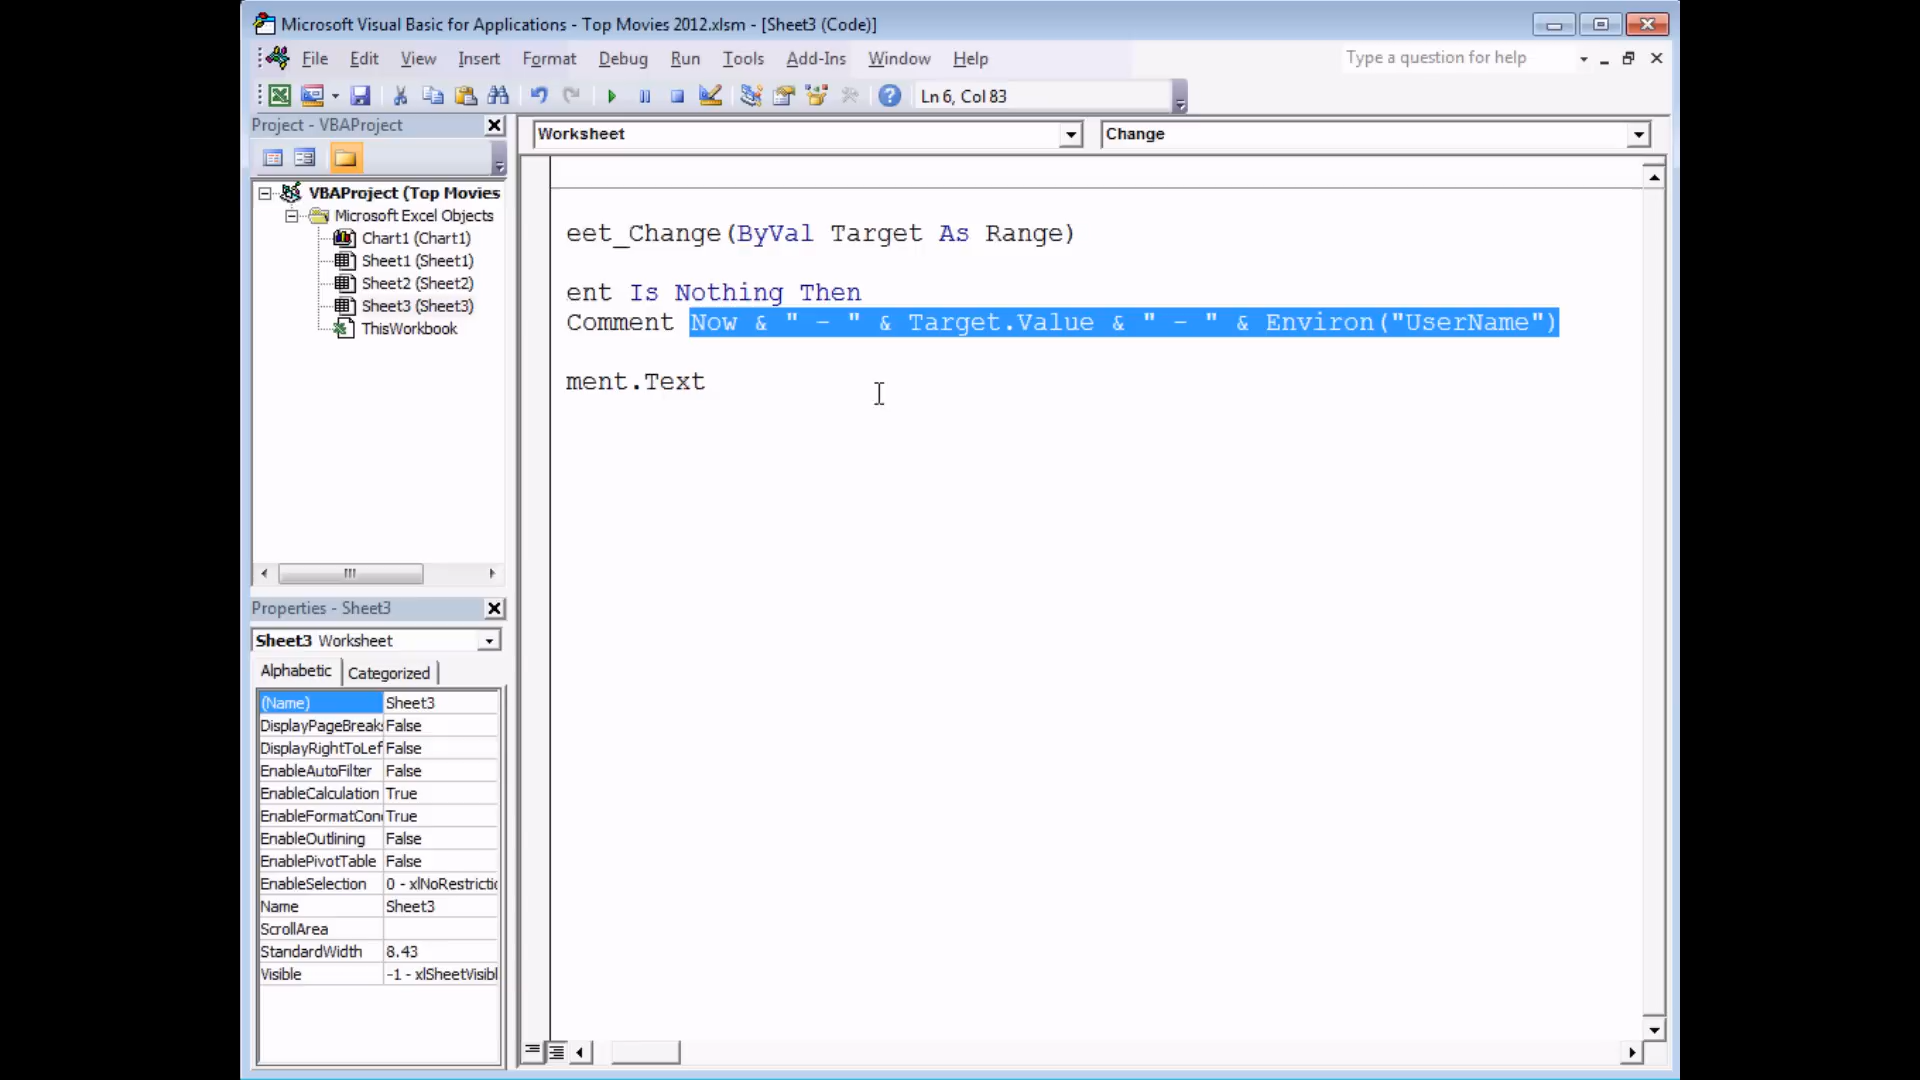 Microsoft Visual Basic for Applications - Top Movies 2012.xlsm - [Sheet3 (Code)]
File Edit View Insert Format Debug Run Tools Add-Ins Window Help
Type a question for help
Ln 6, Col 83
Project - VBAProject
Worksheet
Change
VBAProject (Top Movies
Microsoft Excel Objects
Chart1 (Chart1)
Sheet1 (Sheet1)
Sheet2 (Sheet2)
Sheet3 (Sheet3)
ThisWorkbook
eet_Change(ByVal Target As Range)
ent Is Nothing Then
Comment Now & " - " & Target.Value & " - " & Environ("UserName")
ment.Text
Properties - Sheet3
Sheet3 Worksheet
Alphabetic Categorized
(Name) Sheet3
DisplayPageBreaks False
DisplayRightToLef False
EnableAutoFilter False
EnableCalculation True
EnableFormatCon True
EnableOutlining False
EnablePivotTable False
EnableSelection 0 - xlNoRestrictio
Name Sheet3
ScrollArea
StandardWidth 8.43
Visible -1 - xlSheetVisibl